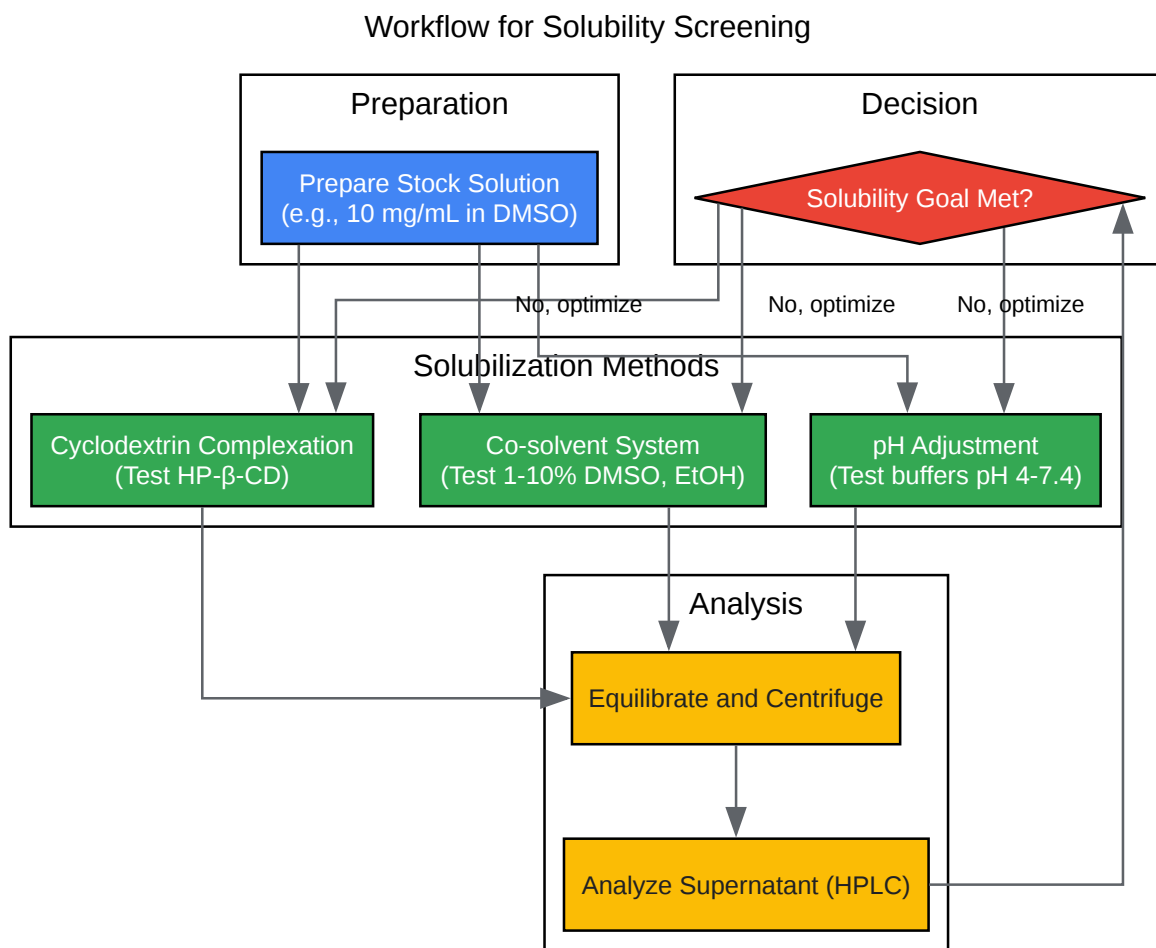 Workflow for Solubility Screening
Preparation
Decision
Prepare Stock Solution
(e.g., 10 mg/mL in DMSO)
Solubility Goal Met?
No, optimize
No, optimize
No, optimize
Solubilization Methods
Cyclodextrin Complexation
(Test HP-β-CD)
Co-solvent System
(Test 1-10% DMSO, EtOH)
pH Adjustment
(Test buffers pH 4-7.4)
Analysis
Equilibrate and Centrifuge
Analyze Supernatant (HPLC)